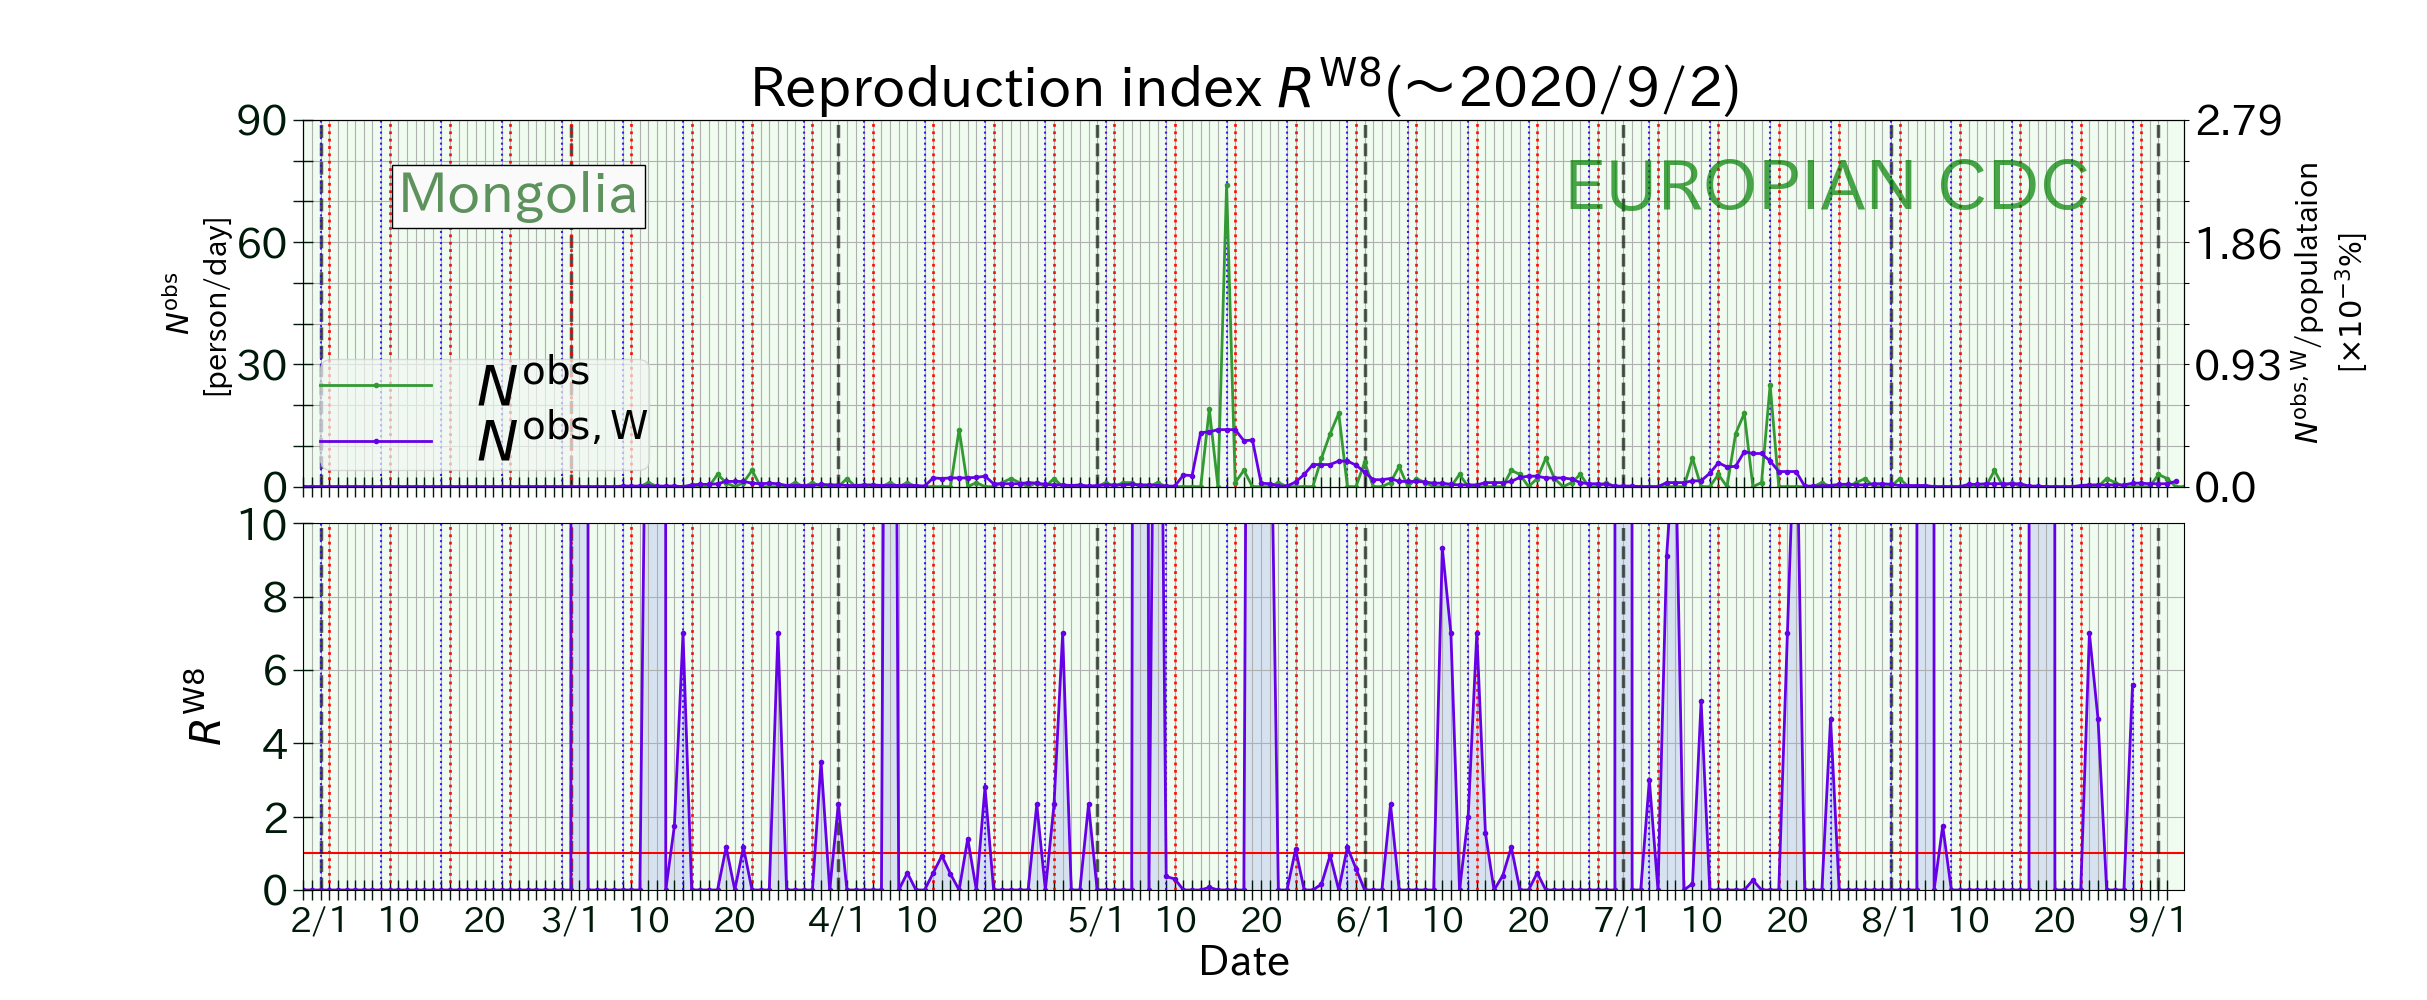 Reproduction index R^W8(~2020/9/2)
90
60
30
0
N^obs
[person/day]
Mongolia
EUROPIAN CDC
N^obs
N^obs, W
2.79
1.86
0.93
0.0
N^obs, W/populataion
[×10^−3%]
10
8
6
4
2
0
R^W8
2/1 10 20 3/1 10 20 4/1 10 20 5/1 10 20 6/1 10 20 7/1 10 20 8/1 10 20 9/1
Date